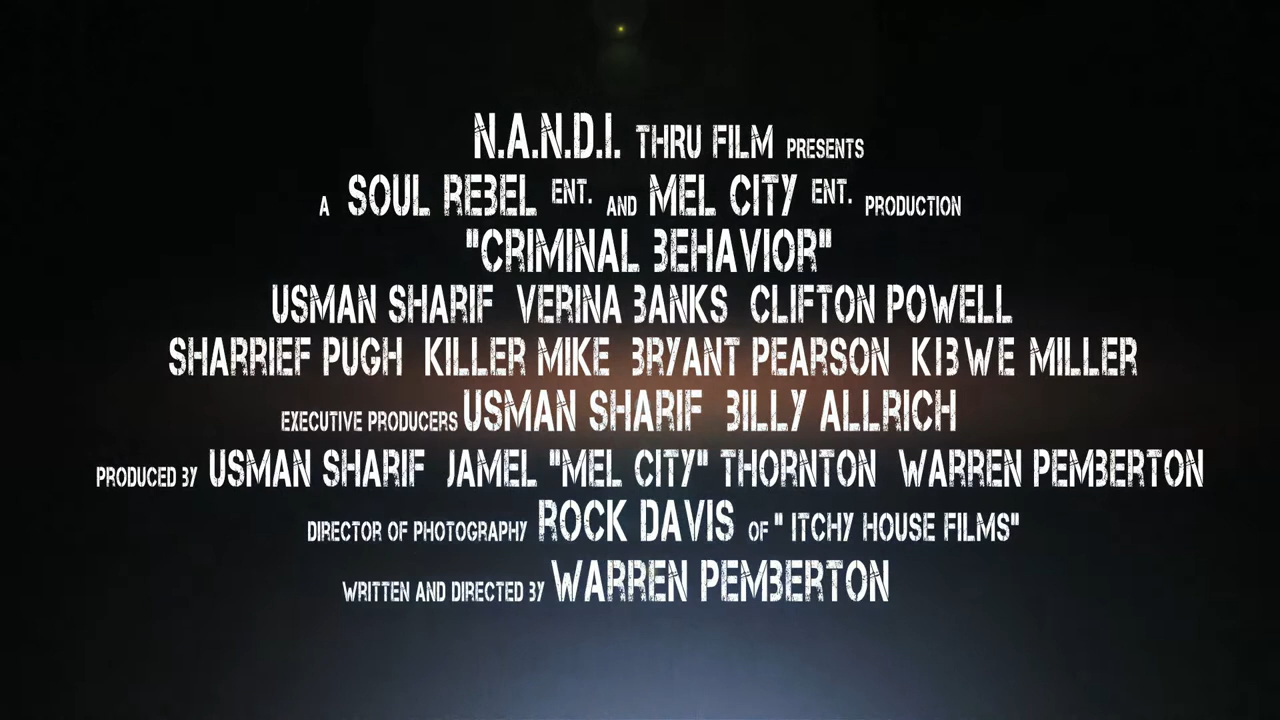 N.A.N.D.I. THRU FILM PRESENTS
A SOUL REBEL ENT. AND MEL CITY ENT. PRODUCTION
"CRIMINAL BEHAVIOR"
USMAN SHARIF VERINA BANKS CLIFTON POWELL
SHARRIEF PUGH KILLER MIKE BRYANT PEARSON KIBWE MILLER
EXECUTIVE PRODUCERS USMAN SHARIF BILLY ALLRICH
PRODUCED BY USMAN SHARIF JAMEL "MEL CITY" THORNTON WARREN PEMBERTON
DIRECTOR OF PHOTOGRAPHY ROCK DAVIS OF " ITCHY HOUSE FILMS"
WRITTEN AND DIRECTED BY WARREN PEMBERTON